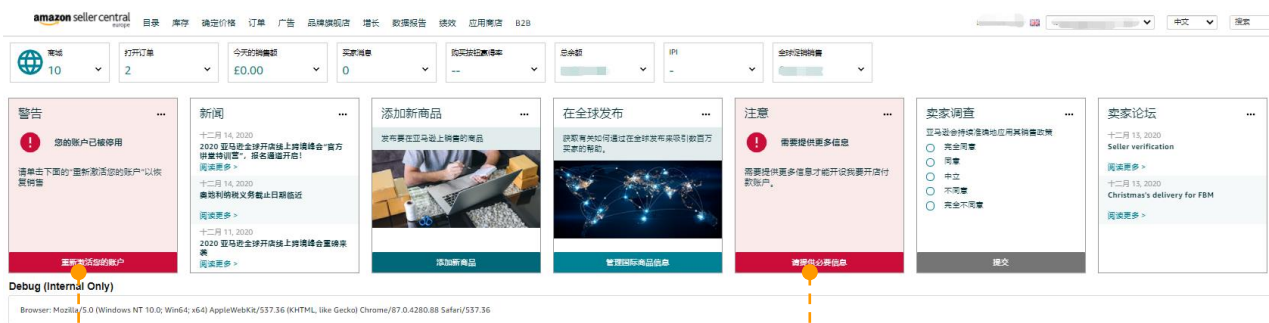 amazon seller central
europe
目录 库存 确定价格 订单 广告 品牌旗舰店 增长 数据报告 绩效 应用商店 B2B
中文
搜索
商城
10
打开订单
2
今天的销售额
£0.00
买家消息
0
购买按钮赢得率
--
总余额
IPI
-
全球促销销售
警告
您的账户已被停用
请单击下面的“重新激活您的账户”以恢
复销售
重新激活您的账户
新闻
十二月 14, 2020
2020 亚马逊全球开店线上跨境峰会“官方
讲堂特训营”，报名通道开启！
阅读更多 >
十二月 14, 2020
奥地利纳税义务截止日期临近
阅读更多 >
十二月 11, 2020
2020 亚马逊全球开店线上跨境峰会重磅来
袭
阅读更多 >
添加新商品
发布要在亚马逊上销售的商品
添加新商品
在全球发布
获取有关如何通过在全球发布来吸引数百万
买家的帮助。
管理国际商品信息
注意
需要提供更多信息
需要提供更多信息才能开设我要开店付
款账户。
请提供必要信息
卖家调查
亚马逊会持续准确地应用其销售政策
完全同意
同意
中立
不同意
完全不同意
提交
卖家论坛
十二月 13, 2020
Seller verification
阅读更多 >
十二月 13, 2020
Christmas's delivery for FBM
阅读更多 >
Debug (Internal Only)
Browser: Mozilla/5.0 (Windows NT 10.0; Win64; x64) AppleWebKit/537.36 (KHTML, like Gecko) Chrome/87.0.4280.88 Safari/537.36